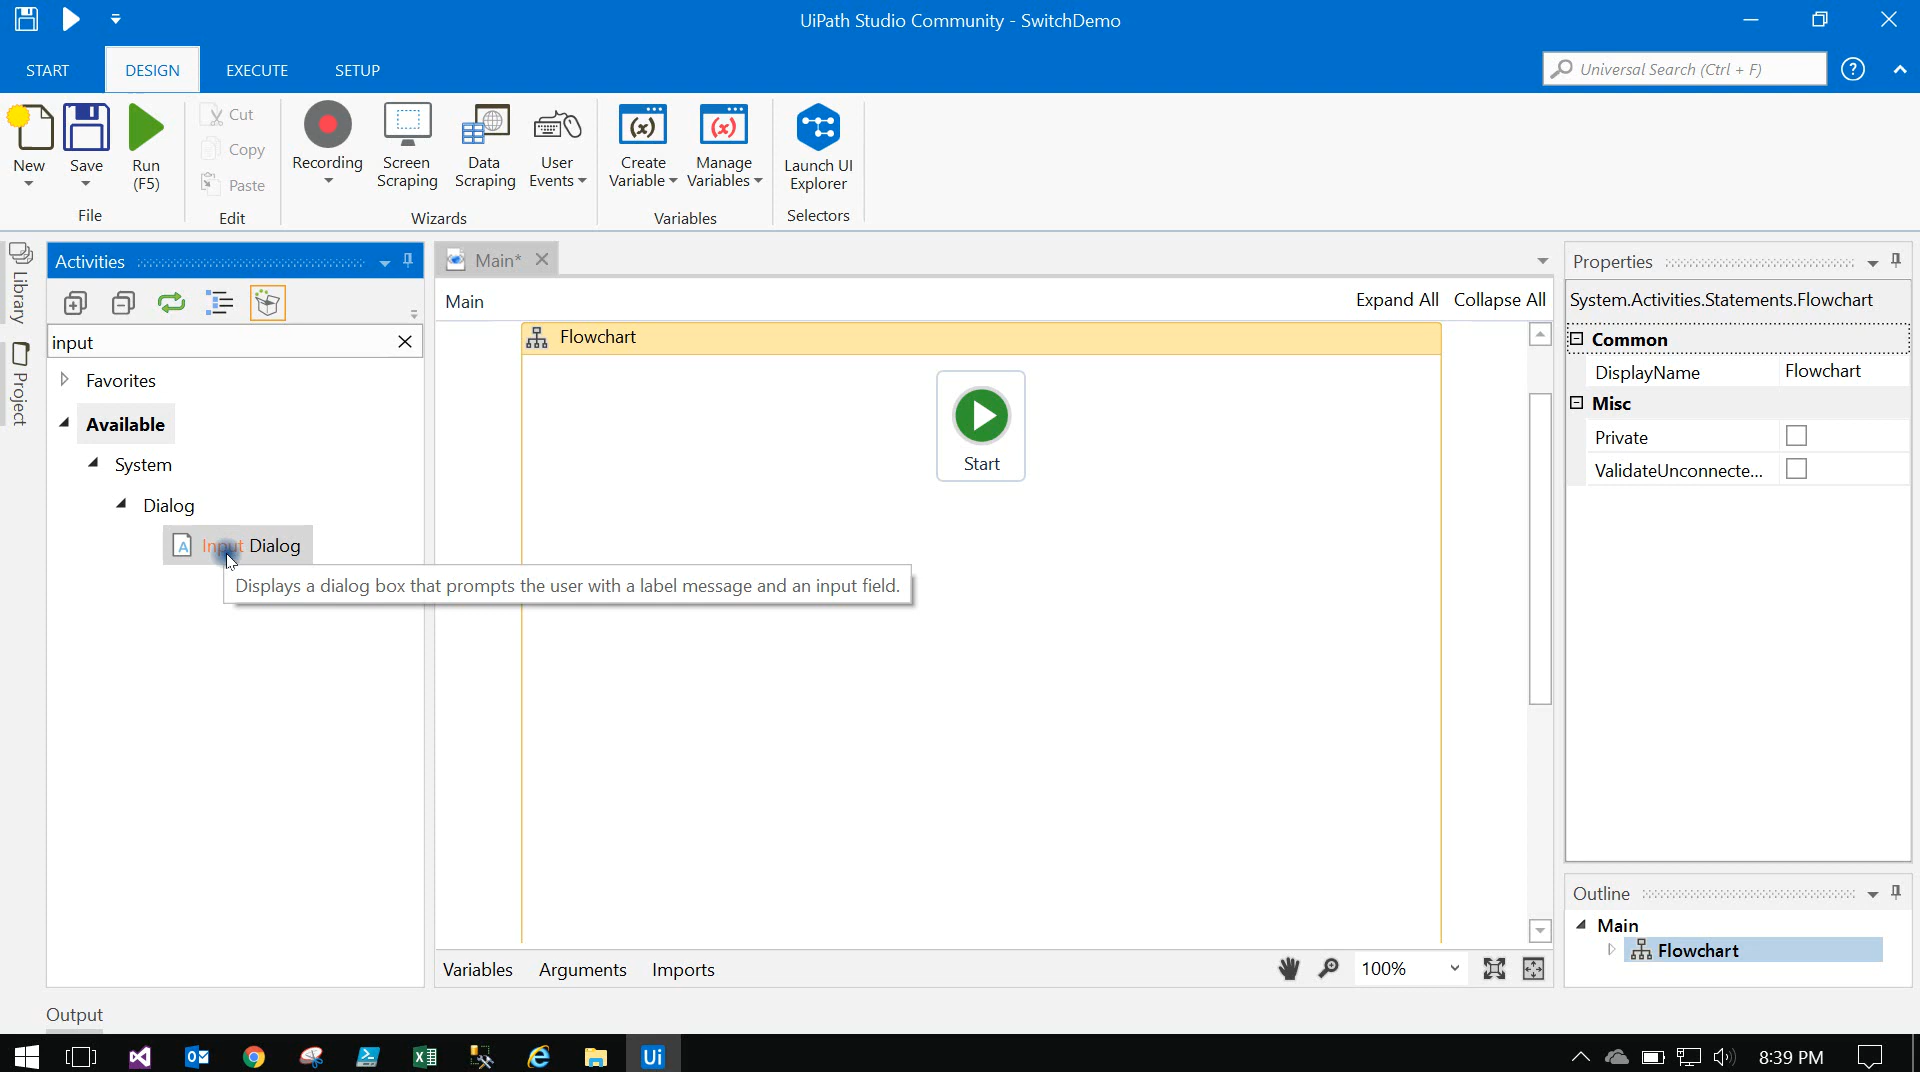 UiPath Studio Community - SwitchDemo
START
DESIGN
EXECUTE
SETUP
Universal Search (Ctrl + F)
New
Save
Run
(F5)
File
Cut
Copy
Paste
Edit
Recording
Screen
Scraping
Data
Scraping
User
Events
Wizards
Create
Variable
Manage
Variables
Variables
Launch UI
Explorer
Selectors
Library
Project
Activities
input
Favorites
Available
System
Dialog
Input Dialog
Displays a dialog box that prompts the user with a label message and an input field.
Main*
Main
Expand All
Collapse All
Flowchart
Start
Variables
Arguments
Imports
100%
Properties
System.Activities.Statements.Flowchart
Common
DisplayName
Flowchart
Misc
Private
ValidateUnconnecte...
Outline
Main
Flowchart
Output
Ui
8:39 PM